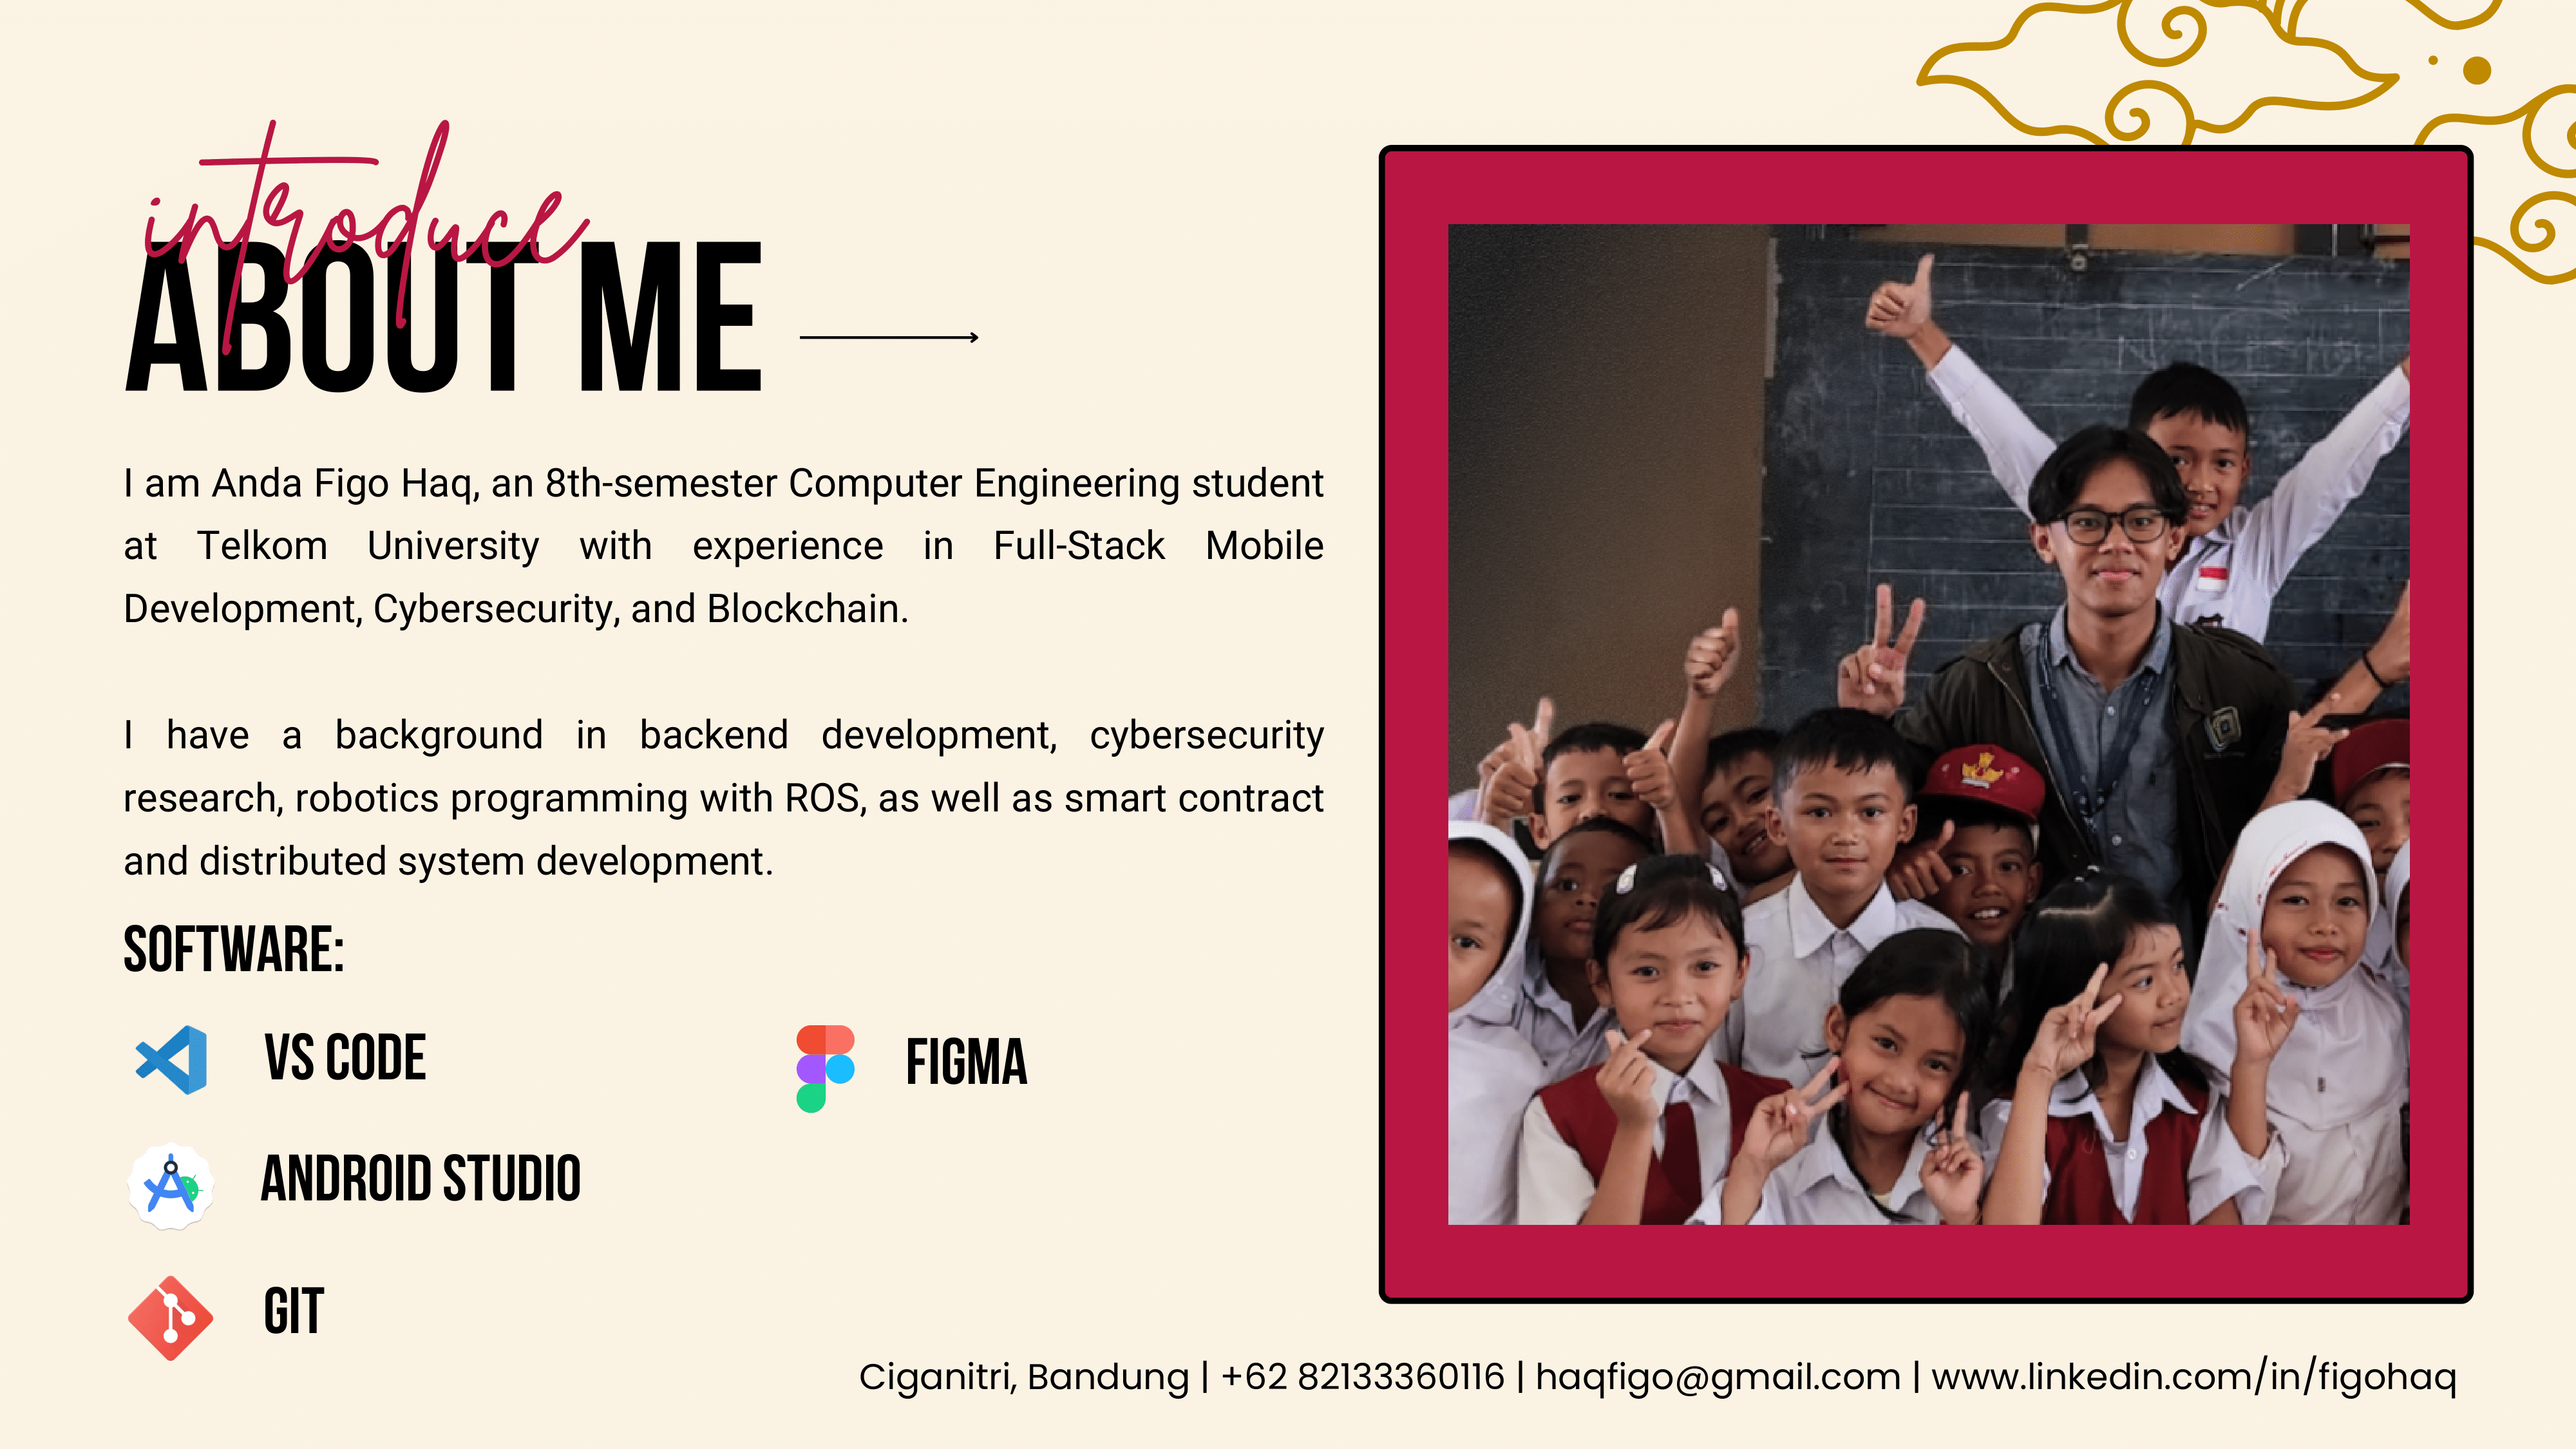 introduce
ABOUT ME
I am Anda Figo Haq, an 8th-semester Computer Engineering student
at Telkom University with experience in Full-Stack Mobile
Development, Cybersecurity, and Blockchain.
I have a background in backend development, cybersecurity
research, robotics programming with ROS, as well as smart contract
and distributed system development.
SOFTWARE:
VS CODE
FIGMA
ANDROID STUDIO
GIT
Ciganitri, Bandung | +62 82133360116 | haqfigo@gmail.com | www.linkedin.com/in/figohaq